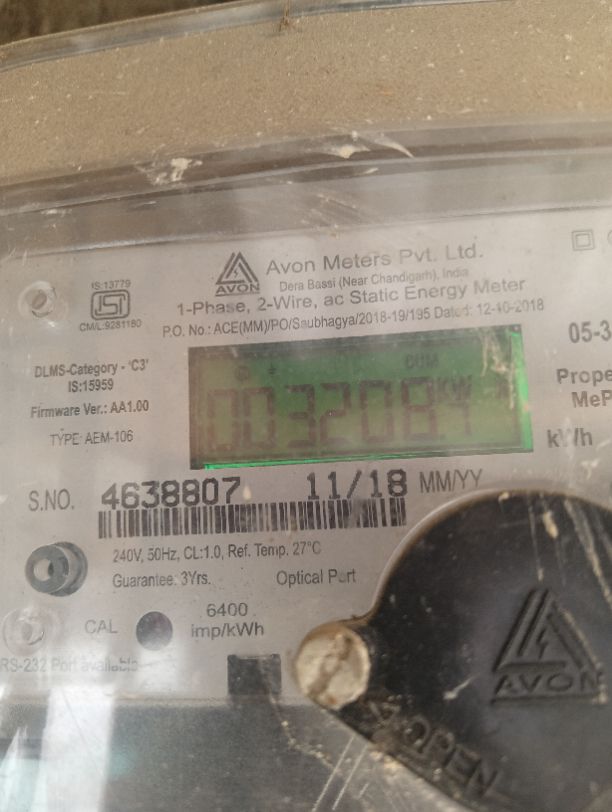 Avon Meters Pvt. Ltd.
AVON
Dera Bassi (Near Chandigarh), India
1-Phase, 2-Wire, ac Static Energy Meter
P.O. No.: ACE(MM)/PO/Saubhagya/2018-19/195 Dated: 12-10-2018
IS:13779
ISI
CM/L:9281180
DLMS-Category - 'C3'
IS:15959
Firmware Ver.: AA1.00
TYPE: AEM-106
CUM
05-3
Prope
MeP
kWh
S.NO. 4638807 11/18 MM/YY
240V, 50Hz, CL:1.0, Ref. Temp. 27°C
Guarantee: 3Yrs. Optical Port
CAL
6400
imp/kWh
RS-232 Port available
AVON
OPEN